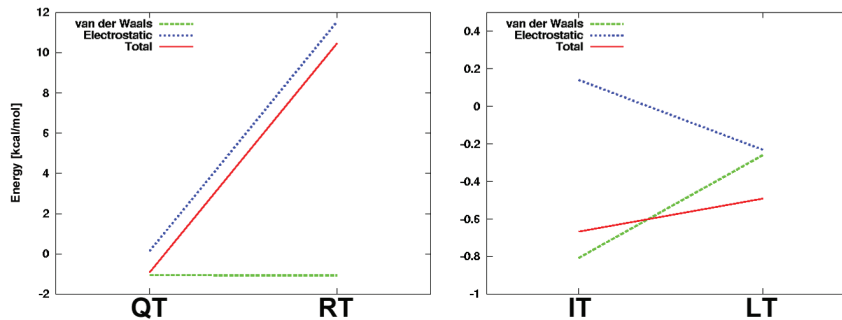 van der Waals
Electrostatic
Total
Energy [kcal/mol]
12
10
8
6
4
2
0
-2
QT
RT
van der Waals
Electrostatic
Total
0.4
0.2
0
-0.2
-0.4
-0.6
-0.8
-1
IT
LT